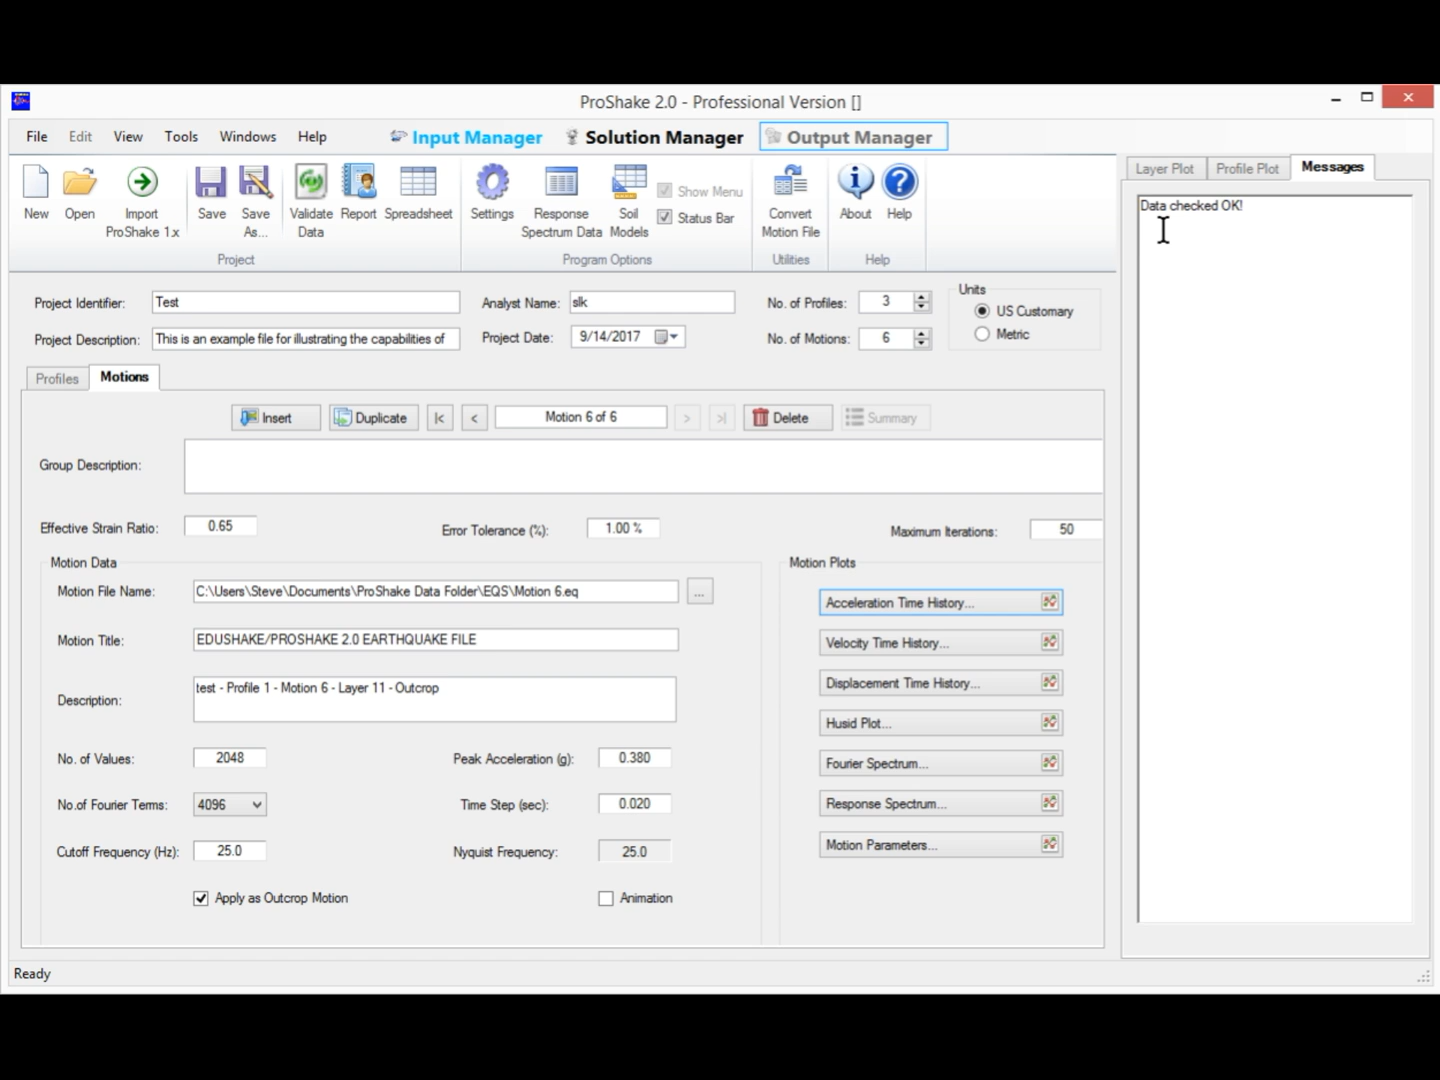 ProShake 2.0 - Professional Version []
File Edit View Tools Windows Help Input Manager Solution Manager Output Manager
New Open Import ProShake 1.x Save Save As... Validate Data Report Spreadsheet Settings Response Spectrum Data Soil Models Show Menu Status Bar Convert Motion File About Help
Project Program Options Utilities Help
Layer Plot Profile Plot Messages
Data checked OK!
Project Identifier: Test Analyst Name: slk No. of Profiles: 3 Units US Customary
Project Description: This is an example file for illustrating the capabilities of Project Date: 9/14/2017 No. of Motions: 6 Metric
Profiles Motions
Insert Duplicate |< < Motion 6 of 6 > >| Delete Summary
Group Description:
Effective Strain Ratio: 0.65 Error Tolerance (%): 1.00 % Maximum Iterations: 50
Motion Data Motion Plots
Motion File Name: C:\Users\Steve\Documents\ProShake Data Folder\EQS\Motion 6.eq ... Acceleration Time History...
Motion Title: EDUSHAKE/PROSHAKE 2.0 EARTHQUAKE FILE Velocity Time History...
Description: test - Profile 1 - Motion 6 - Layer 11 - Outcrop Displacement Time History...
Husid Plot...
No. of Values: 2048 Peak Acceleration (g): 0.380 Fourier Spectrum...
No.of Fourier Terms: 4096 Time Step (sec): 0.020 Response Spectrum...
Cutoff Frequency (Hz): 25.0 Nyquist Frequency: 25.0 Motion Parameters...
Apply as Outcrop Motion Animation
Ready